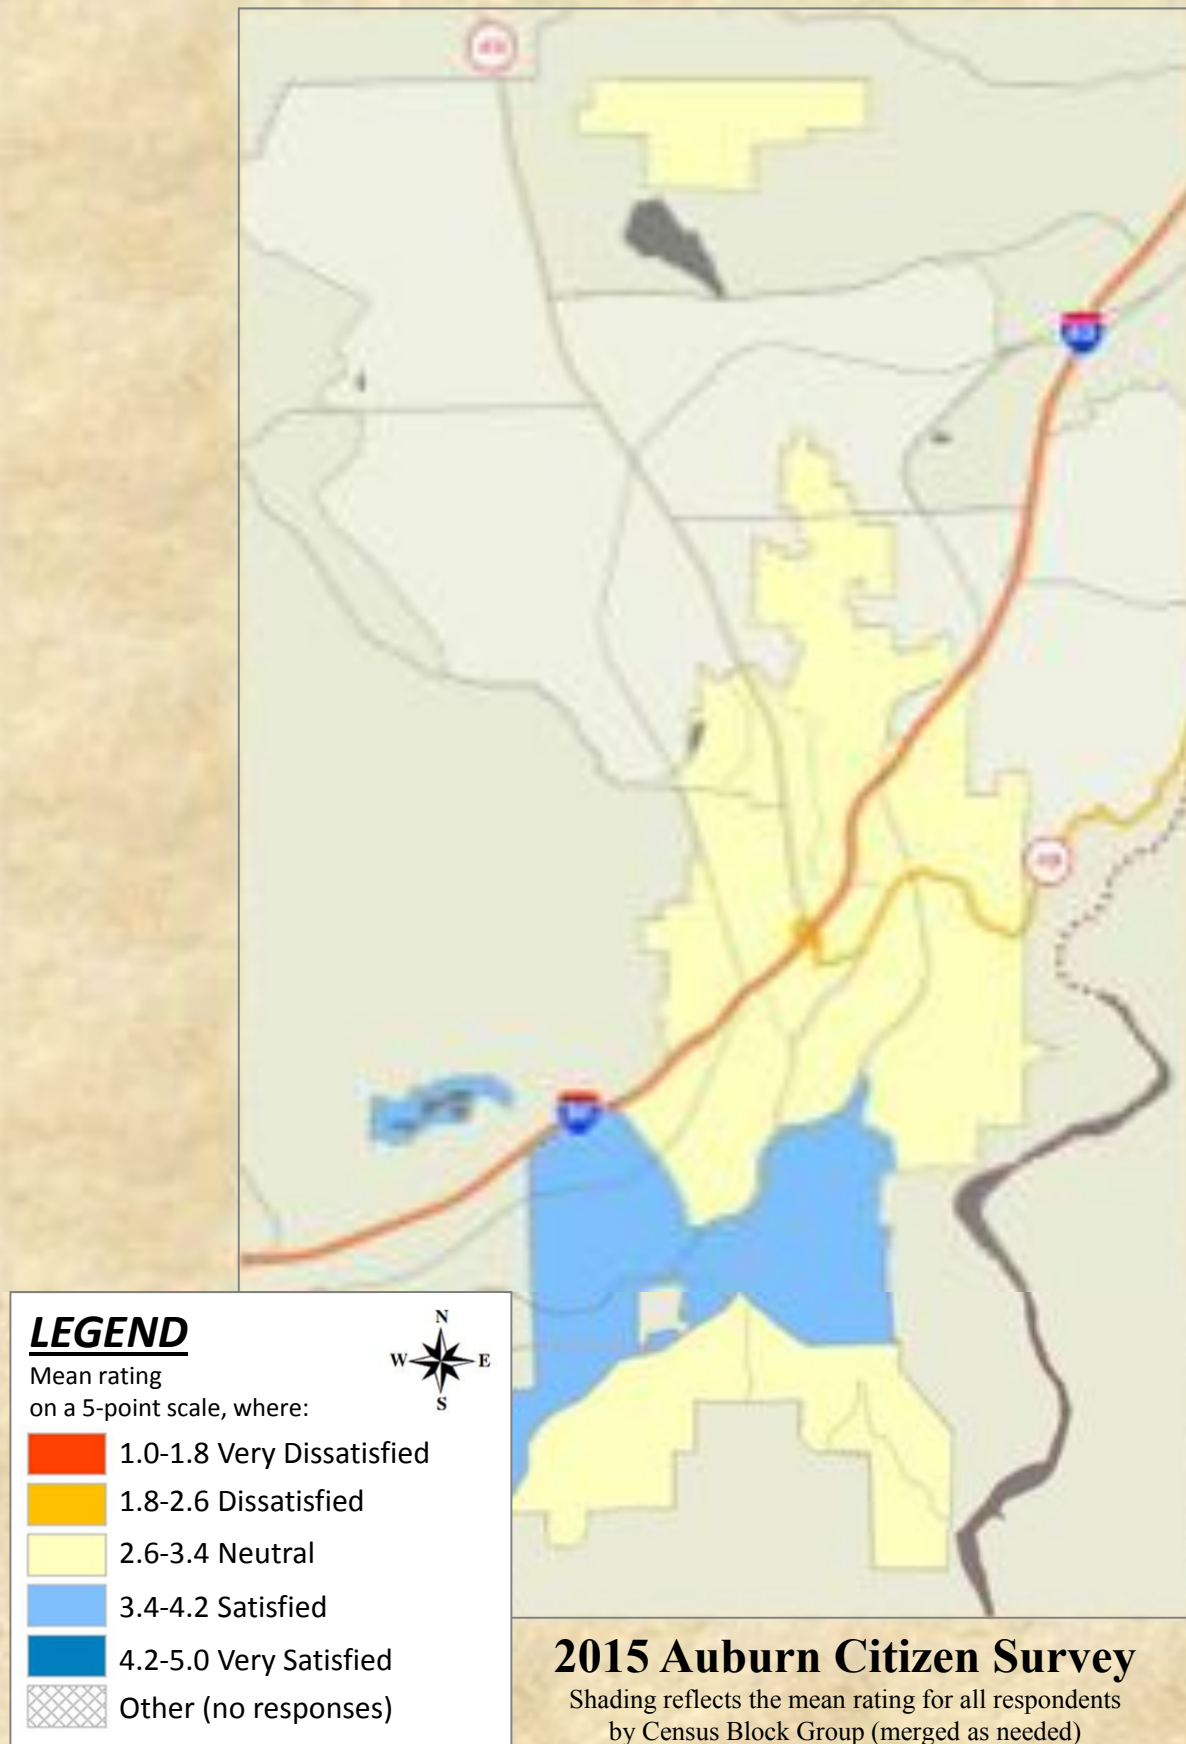 LEGEND
Mean rating
on a 5-point scale, where:
N
W
E
S
1.0-1.8 Very Dissatisfied
1.8-2.6 Dissatisfied
2.6-3.4 Neutral
3.4-4.2 Satisfied
4.2-5.0 Very Satisfied
Other (no responses)
2015 Auburn Citizen Survey
Shading reflects the mean rating for all respondents
by Census Block Group (merged as needed)